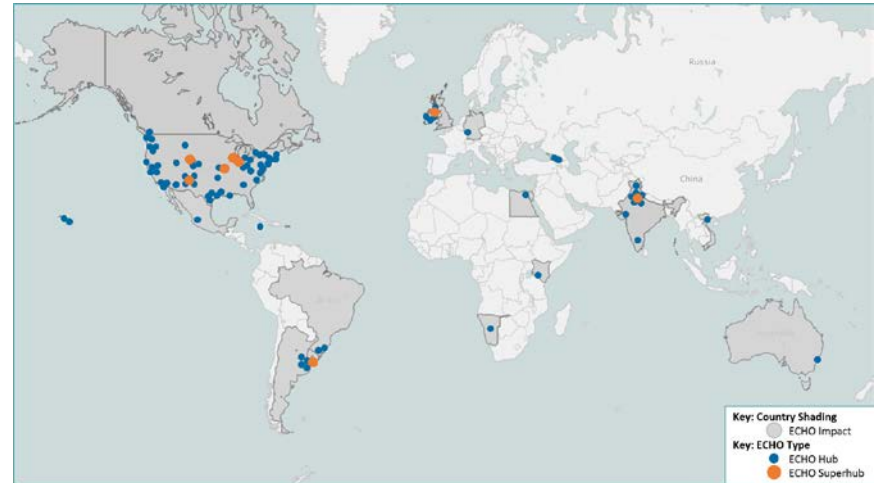 Russia
China
Key: Country Shading
ECHO Impact
Key: ECHO Type
ECHO Hub
ECHO Superhub